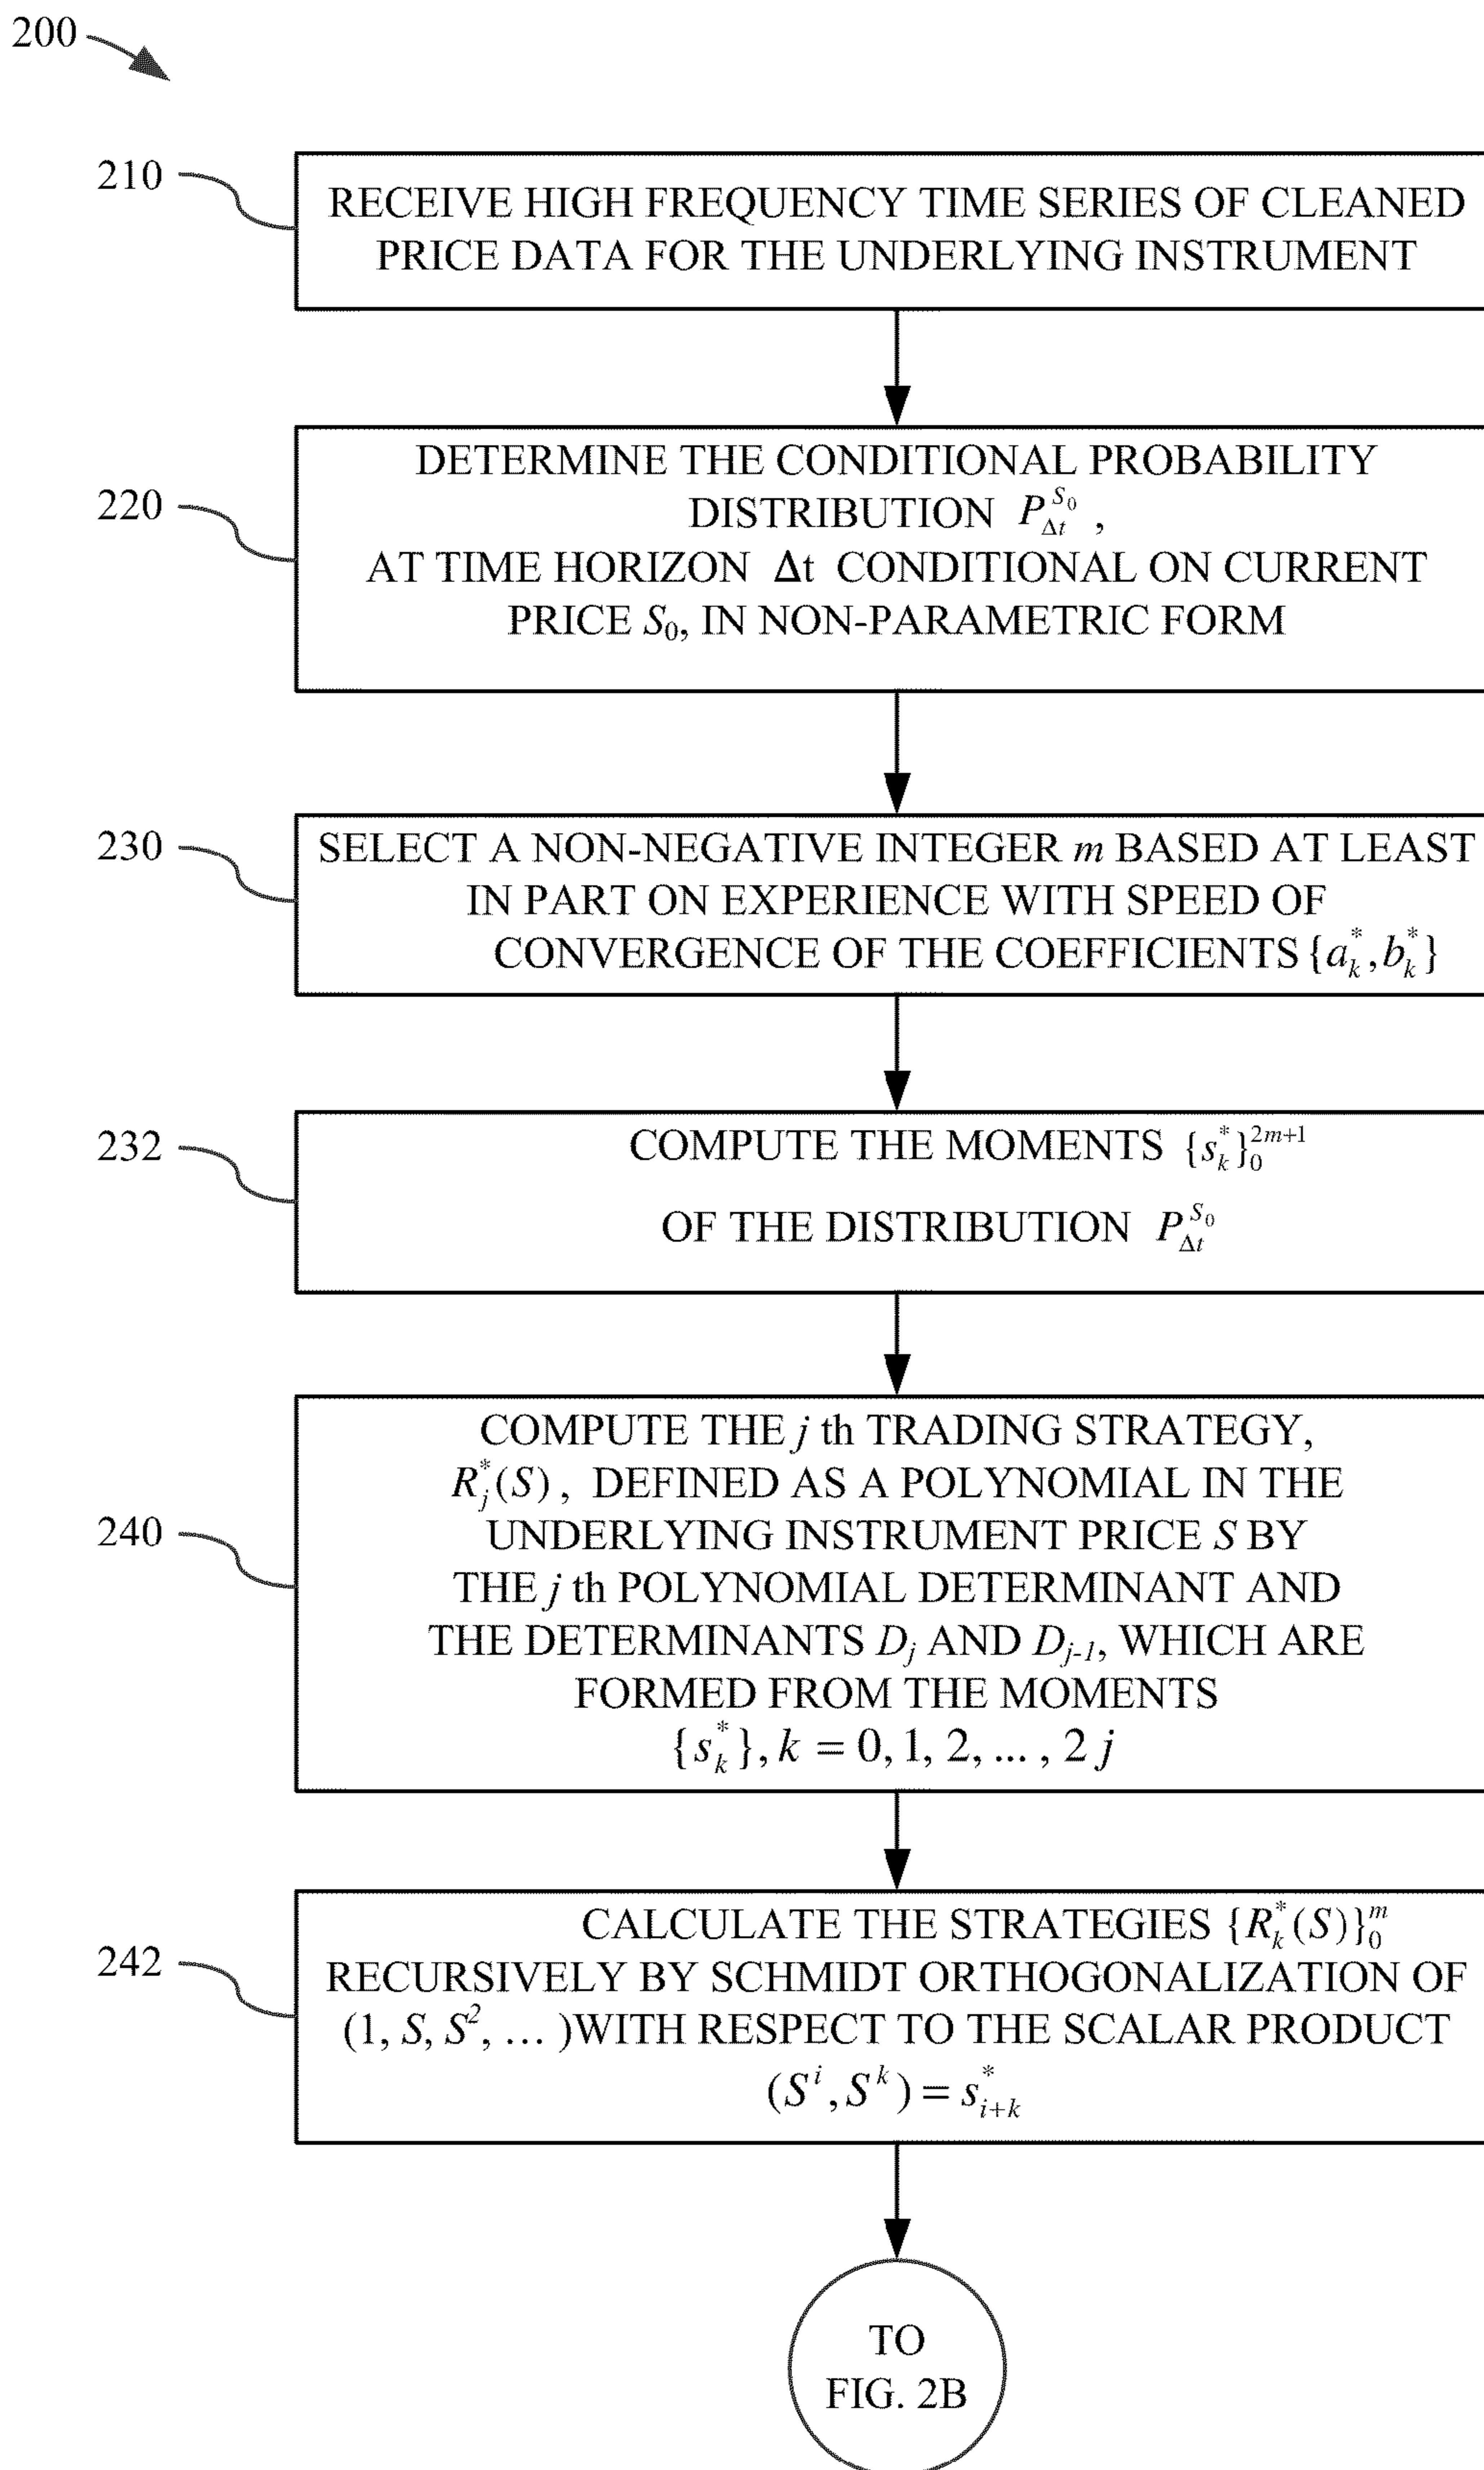 200
210
RECEIVE HIGH FREQUENCY TIME SERIES OF CLEANED
PRICE DATA FOR THE UNDERLYING INSTRUMENT
220
DETERMINE THE CONDITIONAL PROBABILITY
DISTRIBUTION $P_{\Delta t}^{S_0}$ ,
AT TIME HORIZON Δt CONDITIONAL ON CURRENT
PRICE $S_0$, IN NON-PARAMETRIC FORM
230
SELECT A NON-NEGATIVE INTEGER m BASED AT LEAST
IN PART ON EXPERIENCE WITH SPEED OF
CONVERGENCE OF THE COEFFICIENTS $\{a_k^*, b_k^*\}$
232
COMPUTE THE MOMENTS $\{s_k^*\}_0^{2m+1}$
OF THE DISTRIBUTION $P_{\Delta t}^{S_0}$
240
COMPUTE THE j th TRADING STRATEGY,
$R_j^*(S)$ , DEFINED AS A POLYNOMIAL IN THE
UNDERLYING INSTRUMENT PRICE S BY
THE j th POLYNOMIAL DETERMINANT AND
THE DETERMINANTS $D_j$ AND $D_{j-1}$, WHICH ARE
FORMED FROM THE MOMENTS
$\{s_k^*\}, k = 0, 1, 2, ... , 2j$
242
CALCULATE THE STRATEGIES $\{R_k^*(S)\}_0^m$
RECURSIVELY BY SCHMIDT ORTHOGONALIZATION OF
(1, S, $S^2$, ... )WITH RESPECT TO THE SCALAR PRODUCT
$(S^i, S^k) = s_{i+k}^*$
TO
FIG. 2B